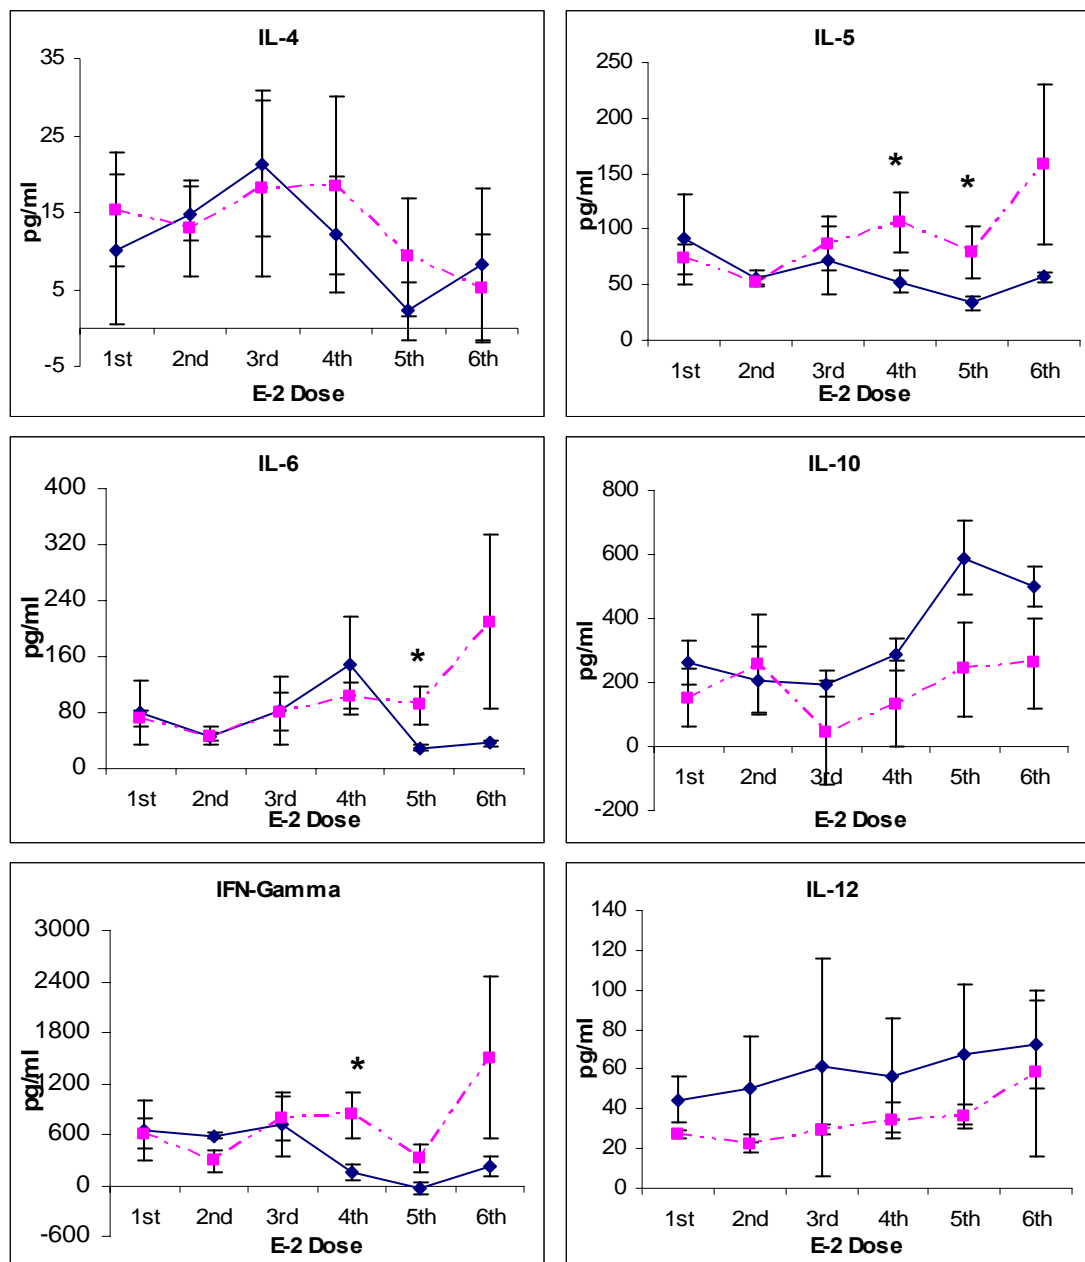 IL-4
35
25
15
5
-5
pg/ml
1st 2nd 3rd 4th 5th 6th
E-2 Dose
IL-5
250
200
150
100
50
0
pg/ml
* *
1st 2nd 3rd 4th 5th 6th
E-2 Dose
IL-6
400
320
240
160
80
0
pg/ml
*
1st 2nd 3rd 4th 5th 6th
E-2 Dose
IL-10
800
600
400
200
0
-200
pg/ml
1st 2nd 3rd 4th 5th 6th
E-2 Dose
IFN-Gamma
3000
2400
1800
1200
600
0
-600
pg/ml
*
1st 2nd 3rd 4th 5th 6th
E-2 Dose
IL-12
140
120
100
80
60
40
20
0
pg/ml
1st 2nd 3rd 4th 5th 6th
E-2 Dose